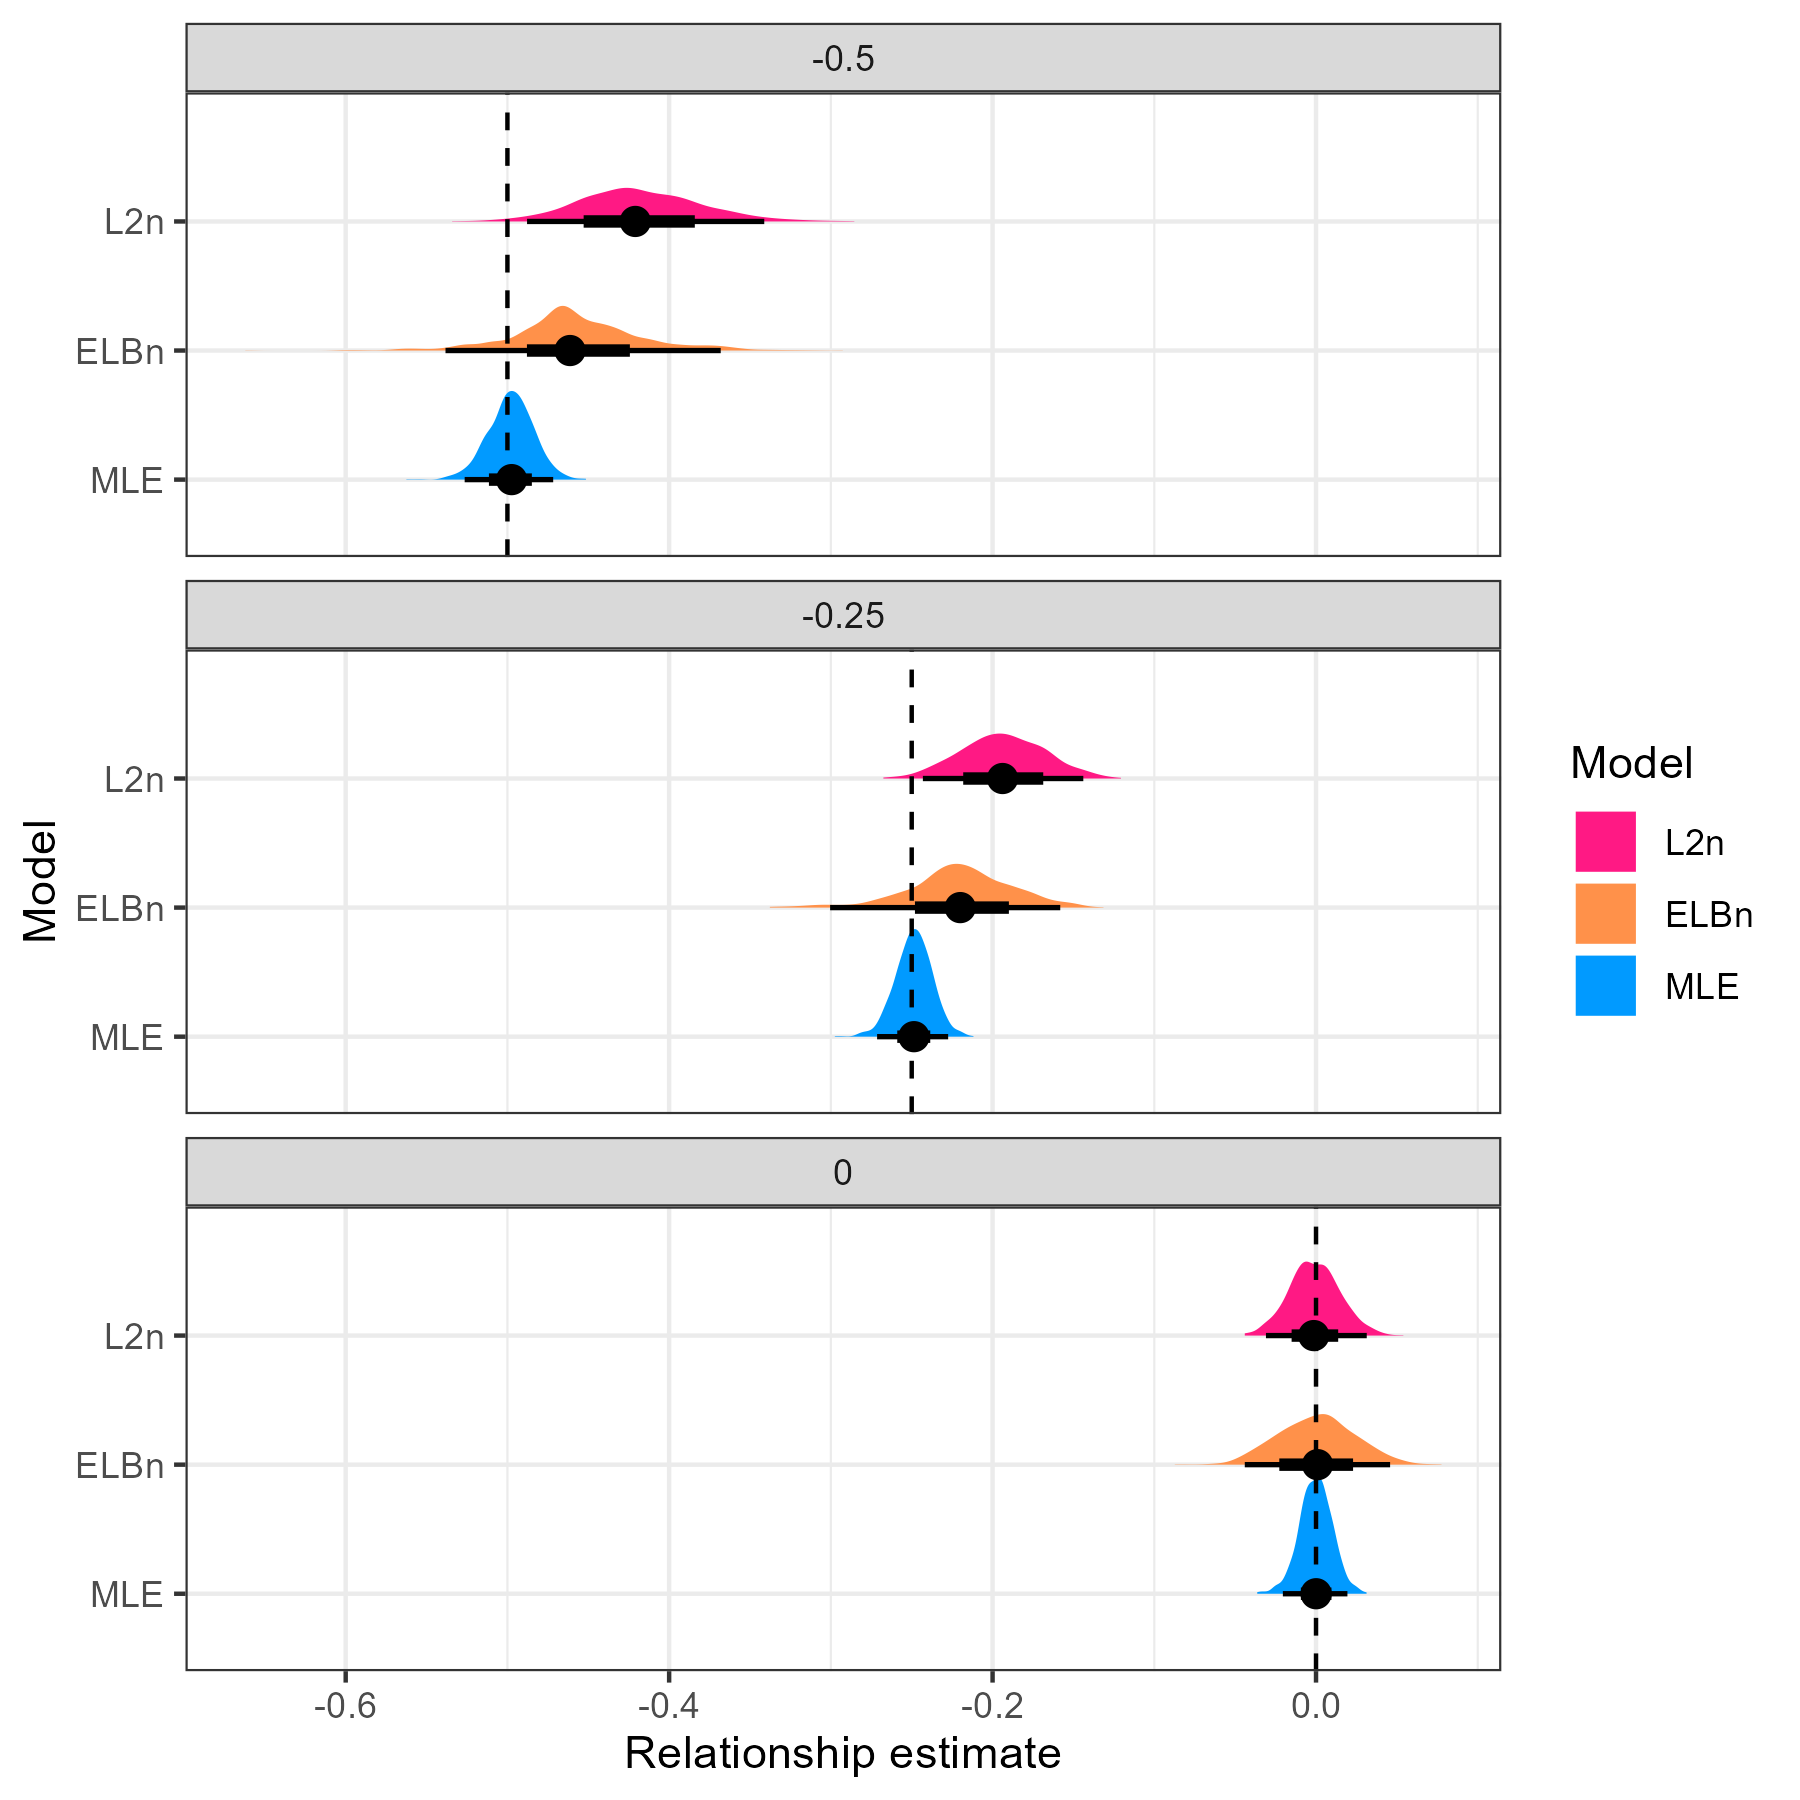 -0.5
L2n
ELBn
MLE
-0.25
L2n
ELBn
MLE
0
L2n
ELBn
MLE
-0.6
-0.4
-0.2
0.0
Relationship estimate
Model
Model
L2n
ELBn
MLE